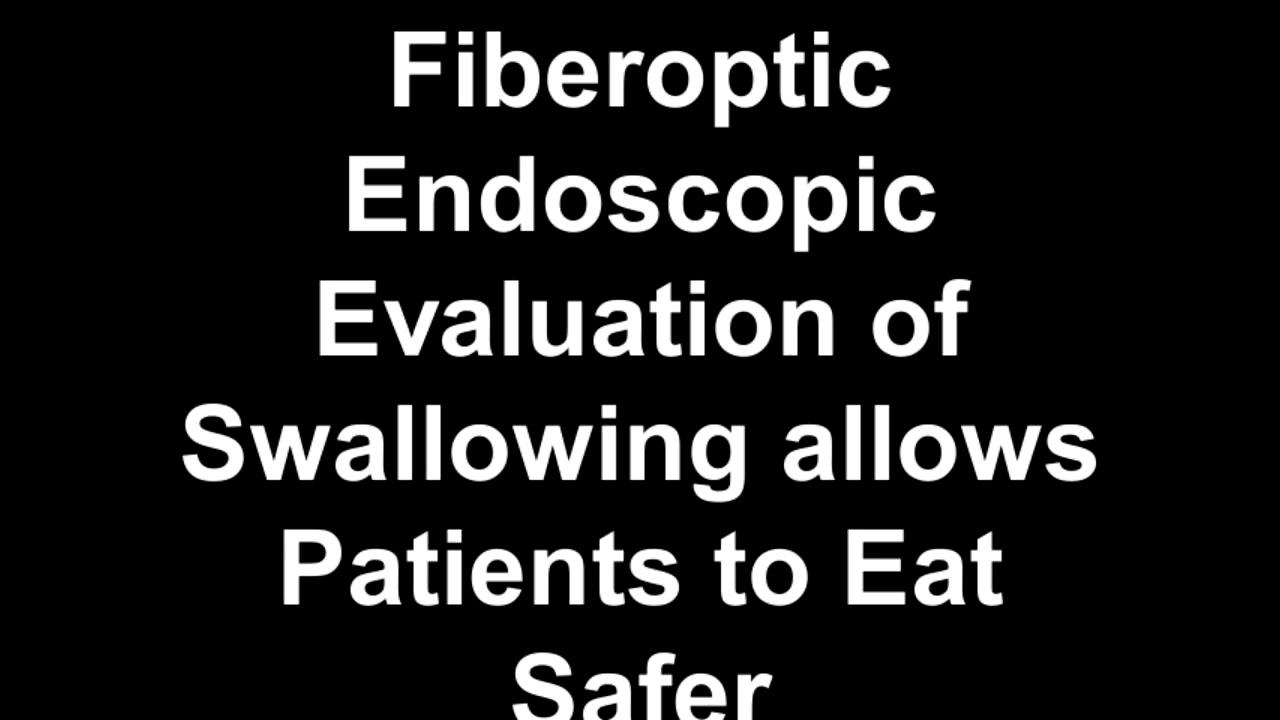 Fiberoptic
Endoscopic
Evaluation of
Swallowing allows
Patients to Eat
Safer